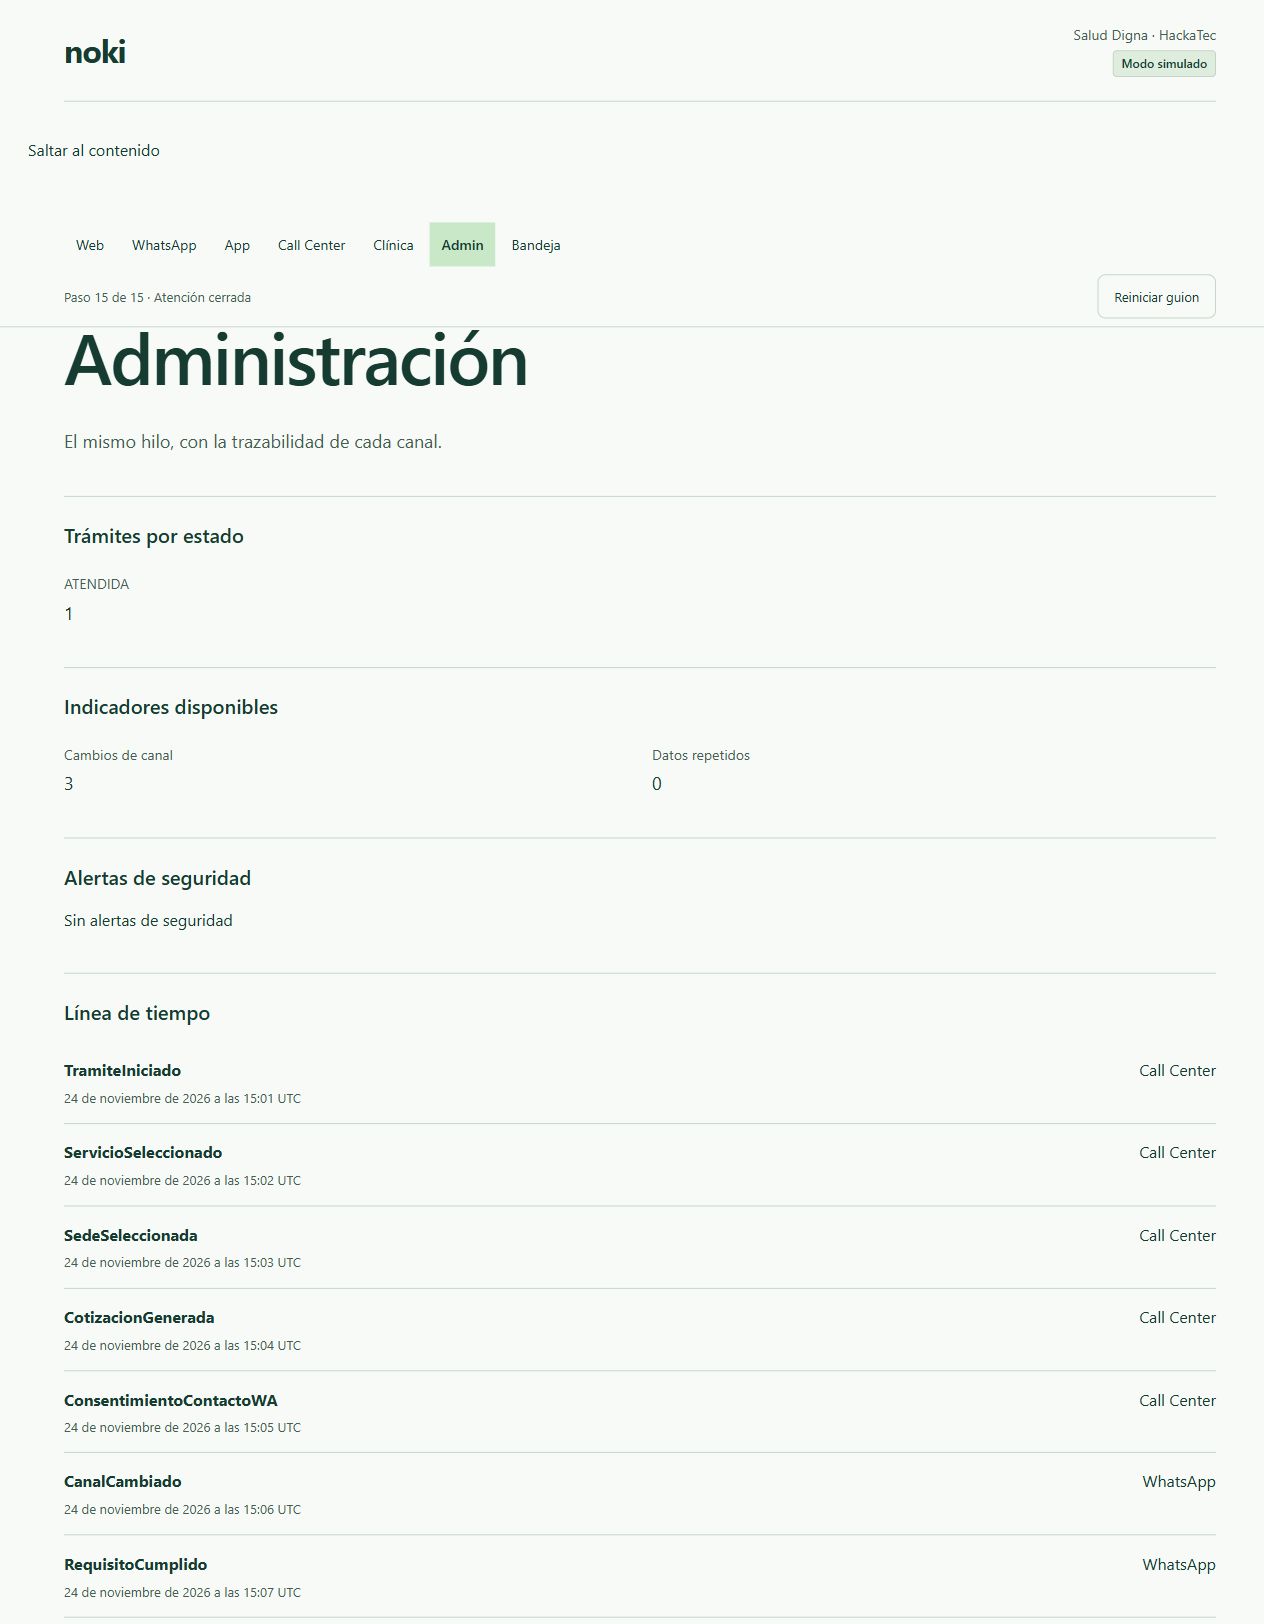 noki
Salud Digna · HackaTec
Modo simulado
Saltar al contenido
Web WhatsApp App Call Center Clínica Admin Bandeja
Paso 15 de 15 · Atención cerrada
Reiniciar guion
Administración
El mismo hilo, con la trazabilidad de cada canal.
Trámites por estado
ATENDIDA
1
Indicadores disponibles
Cambios de canal
3
Datos repetidos
0
Alertas de seguridad
Sin alertas de seguridad
Línea de tiempo
TramiteIniciado Call Center
24 de noviembre de 2026 a las 15:01 UTC
ServicioSeleccionado Call Center
24 de noviembre de 2026 a las 15:02 UTC
SedeSeleccionada Call Center
24 de noviembre de 2026 a las 15:03 UTC
CotizacionGenerada Call Center
24 de noviembre de 2026 a las 15:04 UTC
ConsentimientoContactoWA Call Center
24 de noviembre de 2026 a las 15:05 UTC
CanalCambiado WhatsApp
24 de noviembre de 2026 a las 15:06 UTC
RequisitoCumplido WhatsApp
24 de noviembre de 2026 a las 15:07 UTC